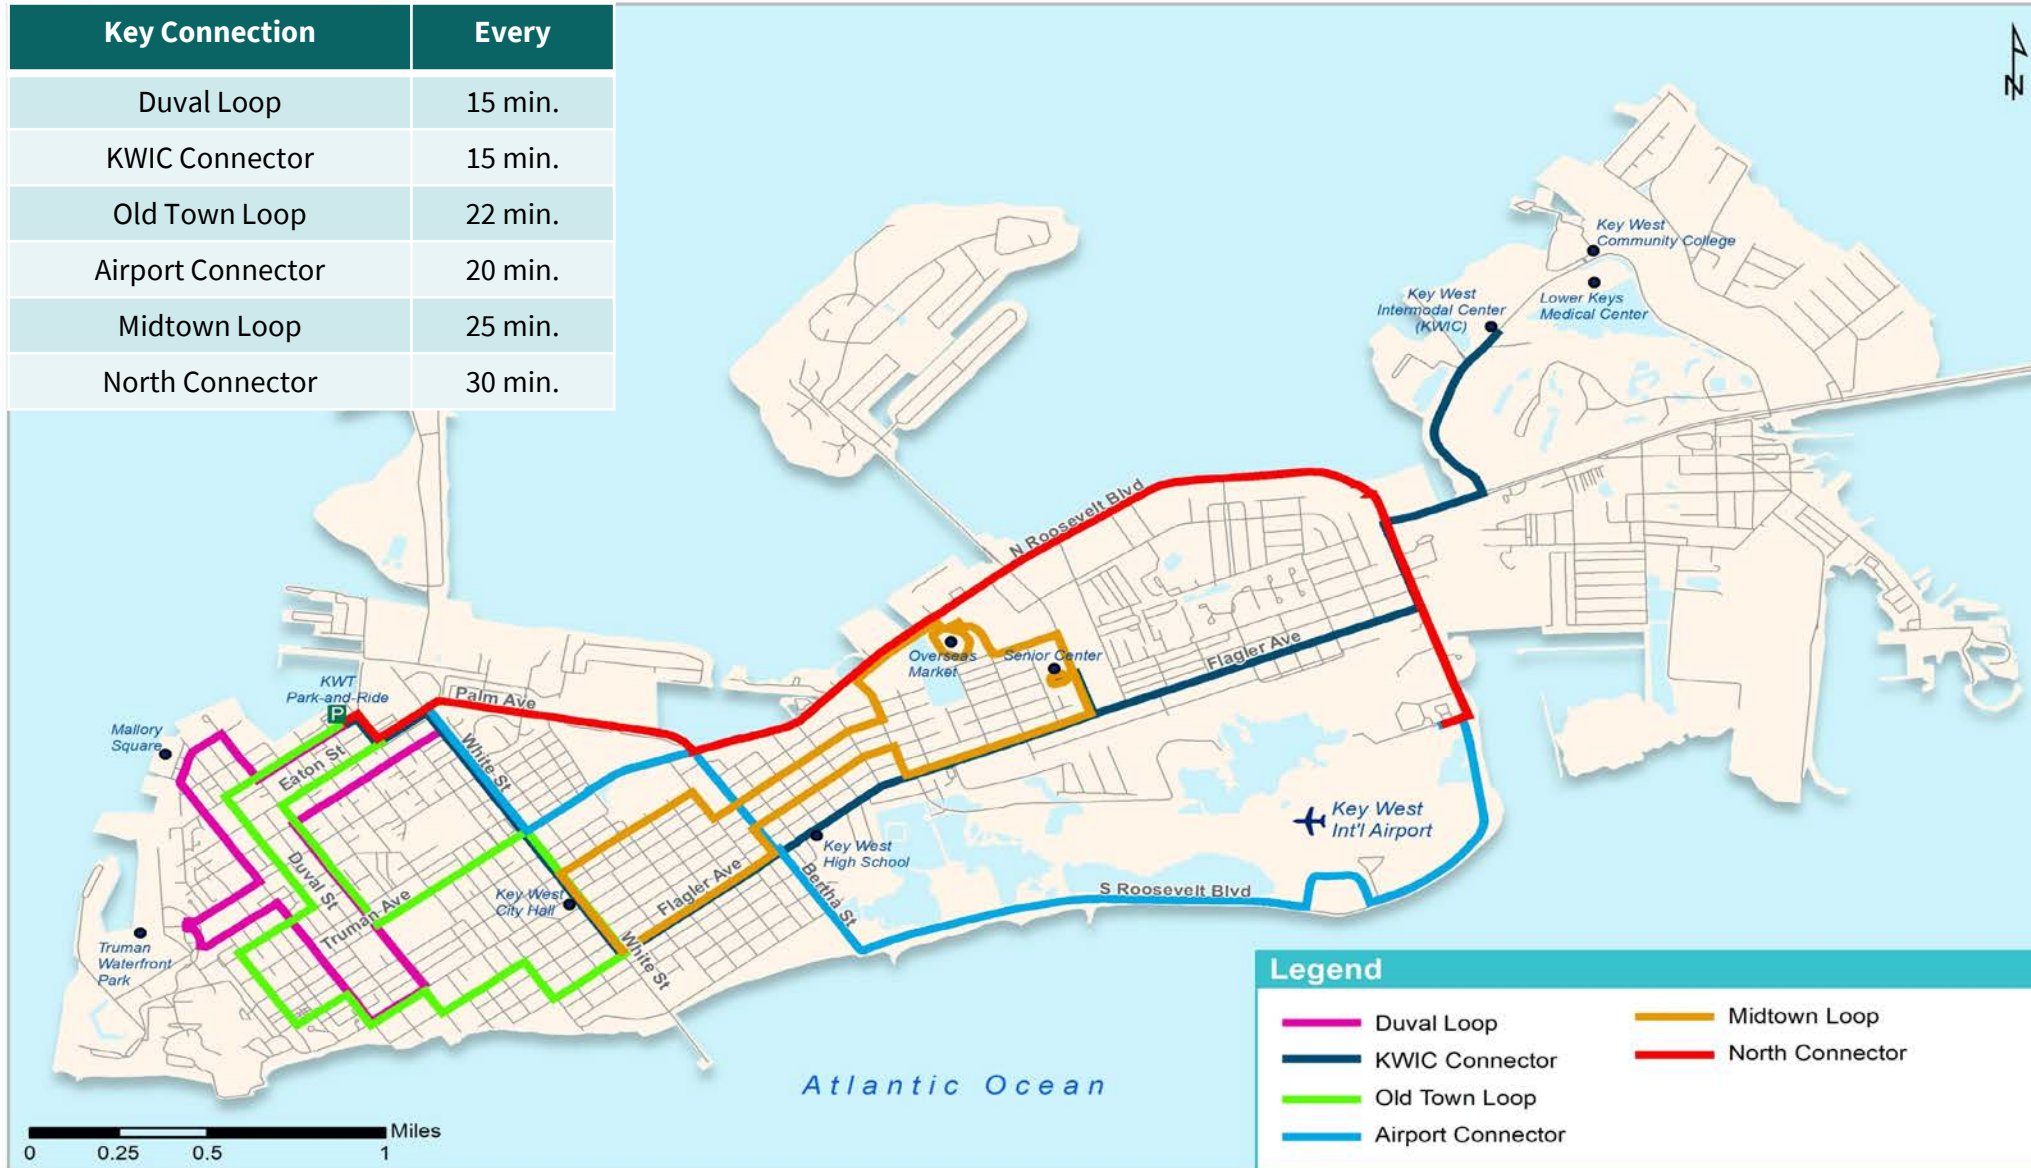 Key Connection Every
Duval Loop 15 min.
KWIC Connector 15 min.
Old Town Loop 22 min.
Airport Connector 20 min.
Midtown Loop 25 min.
North Connector 30 min.
N
Key West
Community College
Key West
Intermodal Center
(KWIC)
Lower Keys
Medical Center
N Roosevelt Blvd
Overseas
Market
Senior Center
Flagler Ave
KWT
Park-and-Ride
P
Palm Ave
Mallory
Square
Eaton St
White St
Key West
Int'l Airport
Key West
High School
Duval St
Truman Ave
Key West
City Hall
Flagler Ave
Bertha St
S Roosevelt Blvd
White St
Truman
Waterfront
Park
Atlantic Ocean
Miles
0 0.25 0.5 1
Legend
Duval Loop
KWIC Connector
Old Town Loop
Airport Connector
Midtown Loop
North Connector